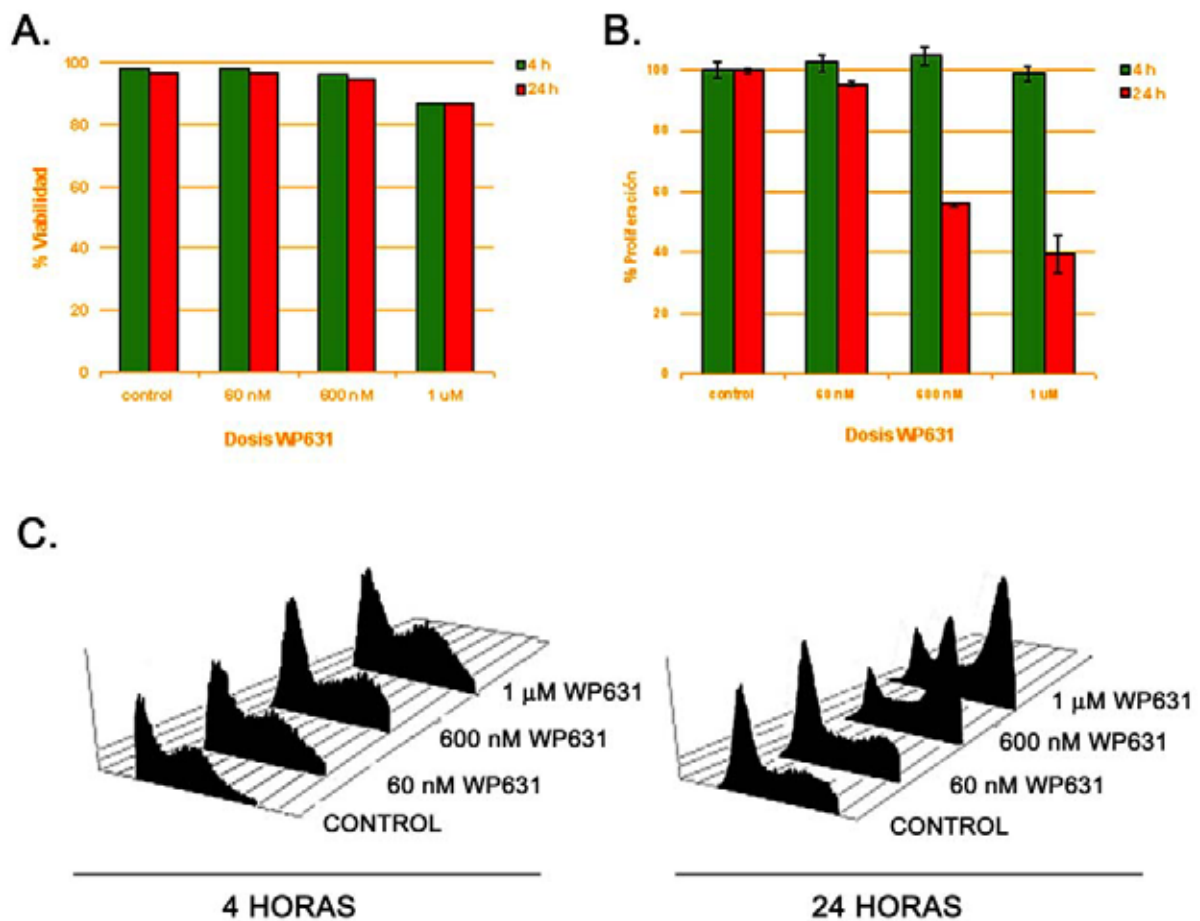 A.
100
80
60
40
20
0
% Viabilidad
control
60 nM
600 nM
1 uM
Dosis WP631
4 h
24 h
B.
100
80
60
40
20
0
% Proliferación
control
60 nM
600 nM
1 uM
Dosis WP631
4 h
24 h
C.
1 µM WP631
600 nM WP631
60 nM WP631
CONTROL
4 HORAS
1 µM WP631
600 nM WP631
60 nM WP631
CONTROL
24 HORAS